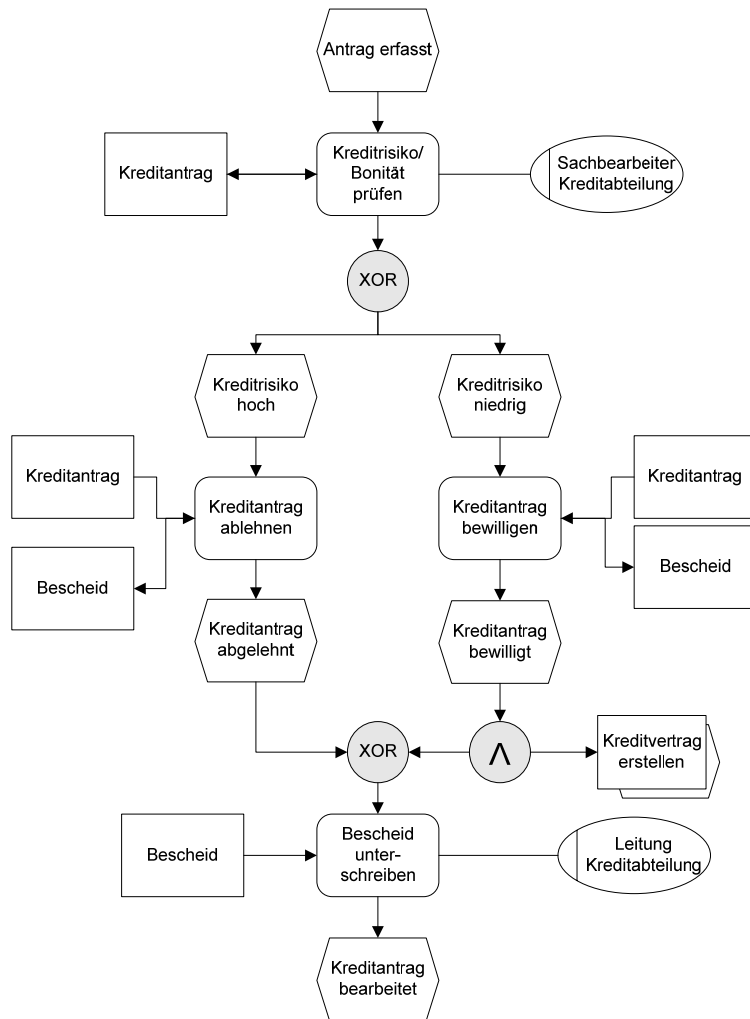 Antrag erfasst
Kreditantrag
Kreditrisiko/
Bonität
prüfen
Sachbearbeiter
Kreditabteilung
XOR
Kreditrisiko
hoch
Kreditrisiko
niedrig
Kreditantrag
Kreditantrag
ablehnen
Kreditantrag
bewilligen
Kreditantrag
Bescheid
Bescheid
Kreditantrag
abgelehnt
Kreditantrag
bewilligt
XOR
Λ
Kreditvertrag
erstellen
Bescheid
Bescheid
unter-
schreiben
Leitung
Kreditabteilung
Kreditantrag
bearbeitet